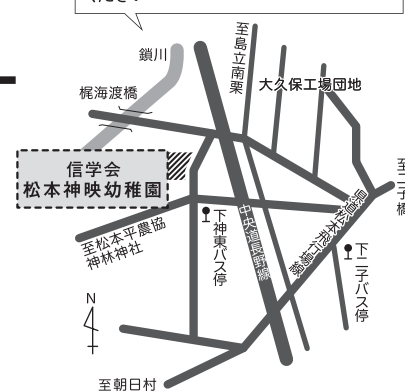 鎖川
至島立南栗
大久保工場団地
梶海渡橋
至二子橋
信学会
松本神映幼稚園
県道松本飛行場線
中央道長野線
下神東バス停
下二子バス停
至松本平農協
神林神社
N
至朝日村